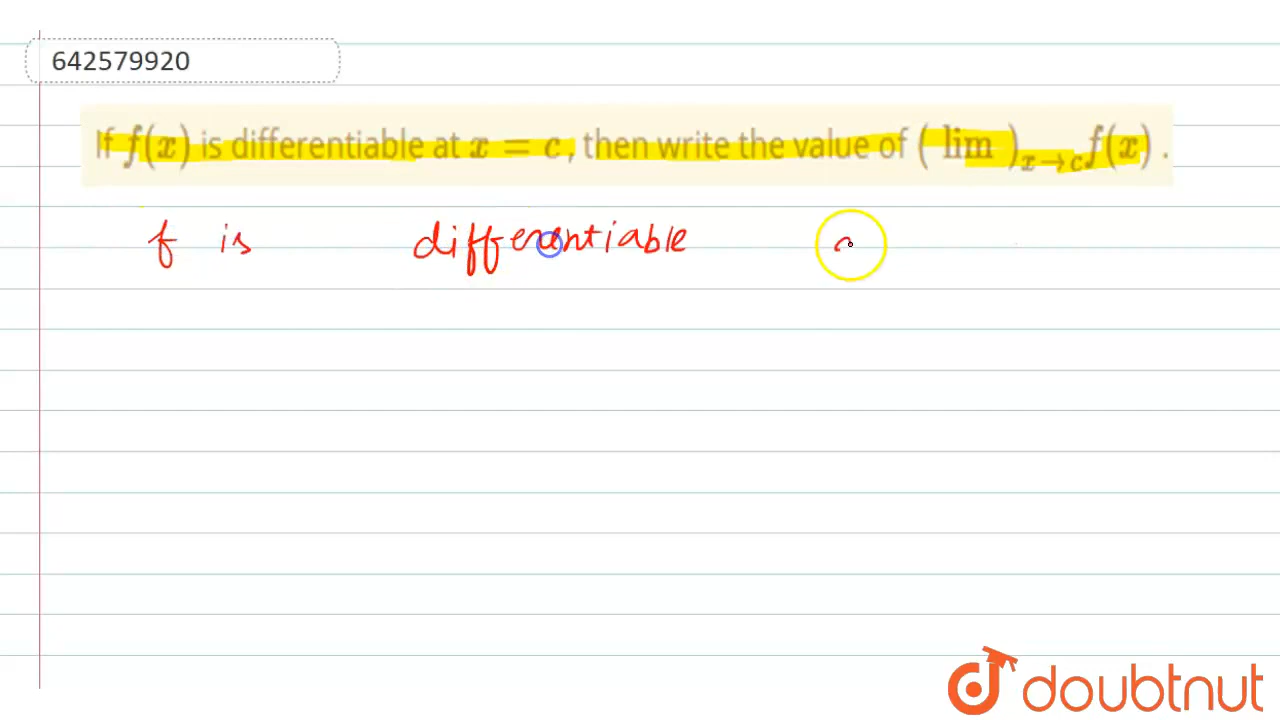 642579920
If f(x) is differentiable at x = c, then write the value of (lim)_{x→c} f(x).
f is differentiable
doubtnut